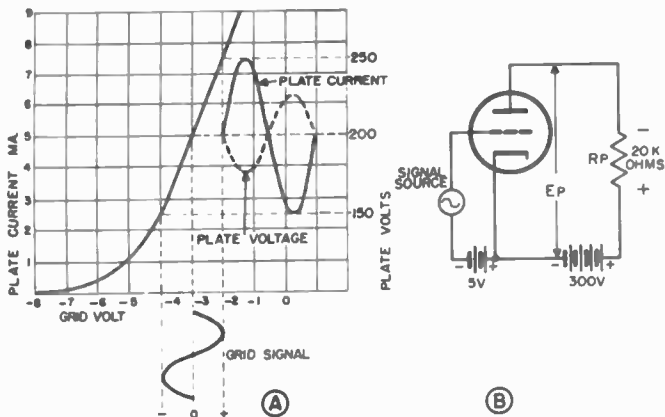 PLATE CURRENT MA.
9
8
7
6
5
4
3
2
1
-8 -7 -6 -5 -4 -3 -2 -1 0
GRID VOLT
PLATE CURRENT
PLATE VOLTAGE
250
200
150
PLATE VOLTS
GRID SIGNAL
- 0 +
A
SIGNAL
SOURCE
EP
RP
-
20 K
OHMS
+
- +
5V
- +
300V
B